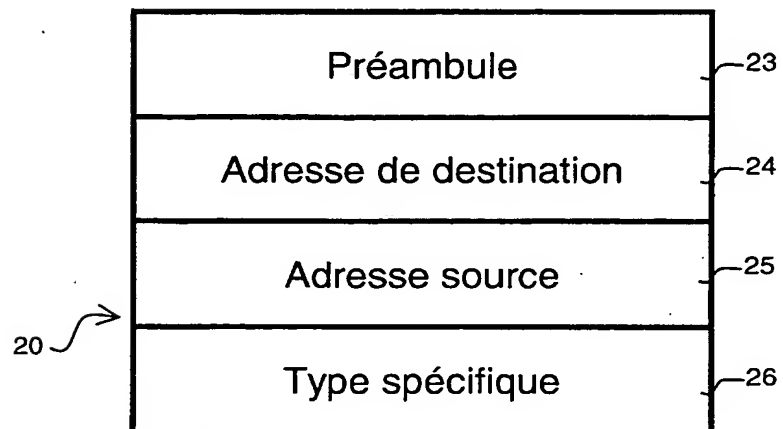 Préambule 23
Adresse de destination 24
Adresse source 25
20
Type spécifique 26